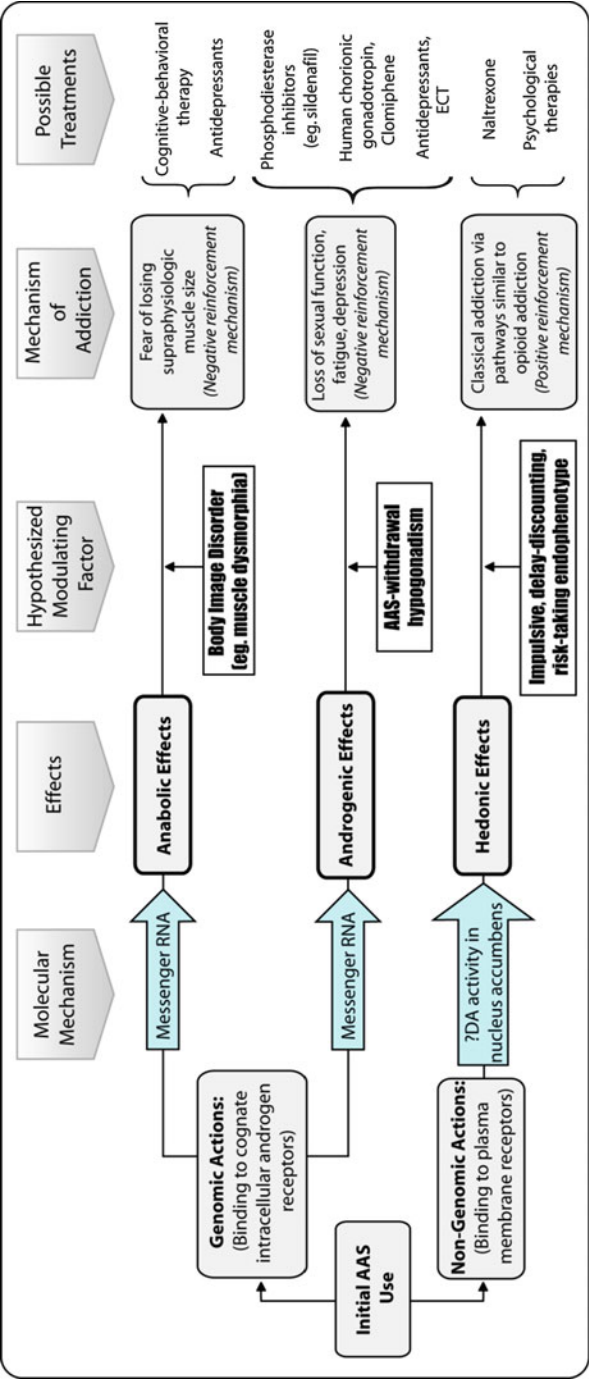 Molecular
Mechanism
Effects
Hypothesized
Modulating
Factor
Mechanism
of
Addiction
Possible
Treatments
Initial AAS
Use
Genomic Actions:
(Binding to cognate
intracellular androgen
receptors)
Non-Genomic Actions:
(Binding to plasma
membrane receptors)
Messenger RNA
Anabolic Effects
Body Image Disorder
(eg. muscle dysmorphia)
Fear of losing
supraphysiologic
muscle size
(Negative reinforcement
mechanism)
Cognitive-behavioral
therapy
Antidepressants
Messenger RNA
Androgenic Effects
AAS-withdrawal
hypogonadism
Loss of sexual function,
fatigue, depression
(Negative reinforcement
mechanism)
Phosphodiesterase
inhibitors
(eg. sildenafil)
Human chorionic
gonadotropin,
Clomiphene
Antidepressants,
ECT
?DA activity in
nucleus accumbens
Hedonic Effects
Impulsive, delay-discounting,
risk-taking endophenotype
Classical addiction via
pathways similar to
opioid addiction
(Positive reinforcement
mechanism)
Naltrexone
Psychological
therapies